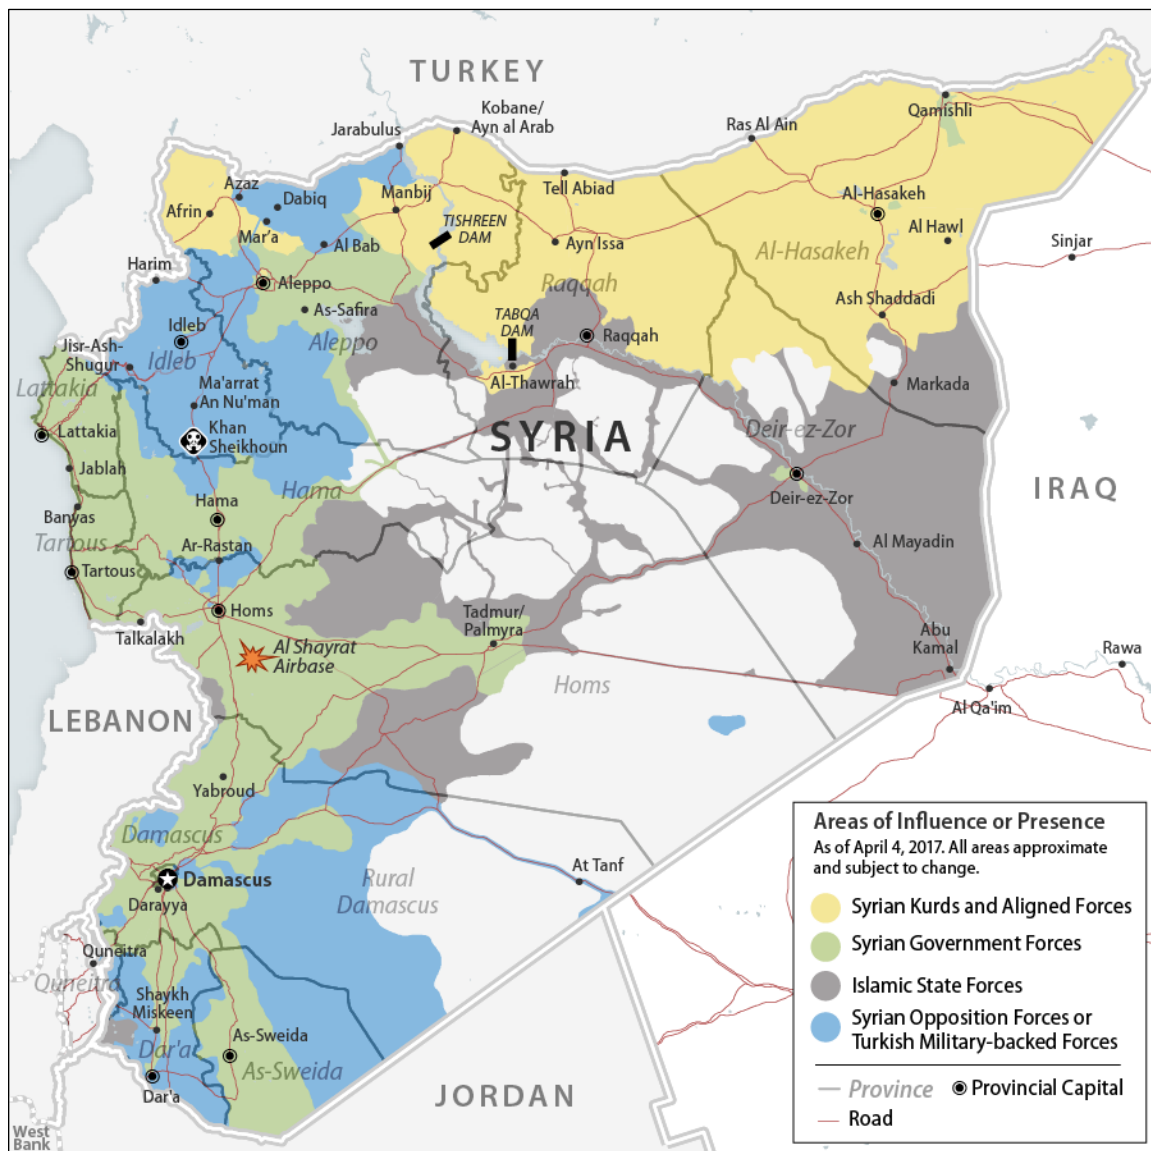 TURKEY
Kobane/
Ayn al Arab
Jarabulus
Ras Al Ain
Qamishli
Azaz
Dabiq
Manbij
Tell Abiad
Al-Hasakeh
Afrin
Mar'a
Al Bab
TISHREEN
DAM
Ayn Issa
Al Hawl
Sinjar
Al-Hasakeh
Harim
Aleppo
Raqqah
Ash Shaddadi
As-Safira
Idleb
TABQA
DAM
Raqqah
Aleppo
Jisr-Ash-
Shugur
Idleb
Lattakia
Al-Thawrah
Markada
Ma'arrat
An Nu'man
Khan
Sheikhoun
SYRIA
Deir-ez-Zor
Lattakia
Jablah
Hama
Deir-ez-Zor
IRAQ
Hama
Banyas
Tartous
Ar-Rastan
Al Mayadin
Tartous
Homs
Tadmur/
Palmyra
Talkalakh
Al Shayrat
Airbase
Abu
Kamal
Rawa
Homs
LEBANON
Al Qa'im
Yabroud
Damascus
At Tanf
Damascus
Rural
Damascus
Darayya
Quneitra
Quneitra
Shaykh
Miskeen
As-Sweida
Dar'a
As-Sweida
Dar'a
JORDAN
West
Bank
Areas of Influence or Presence
As of April 4, 2017. All areas approximate
and subject to change.
Syrian Kurds and Aligned Forces
Syrian Government Forces
Islamic State Forces
Syrian Opposition Forces or
Turkish Military-backed Forces
Province
Provincial Capital
Road